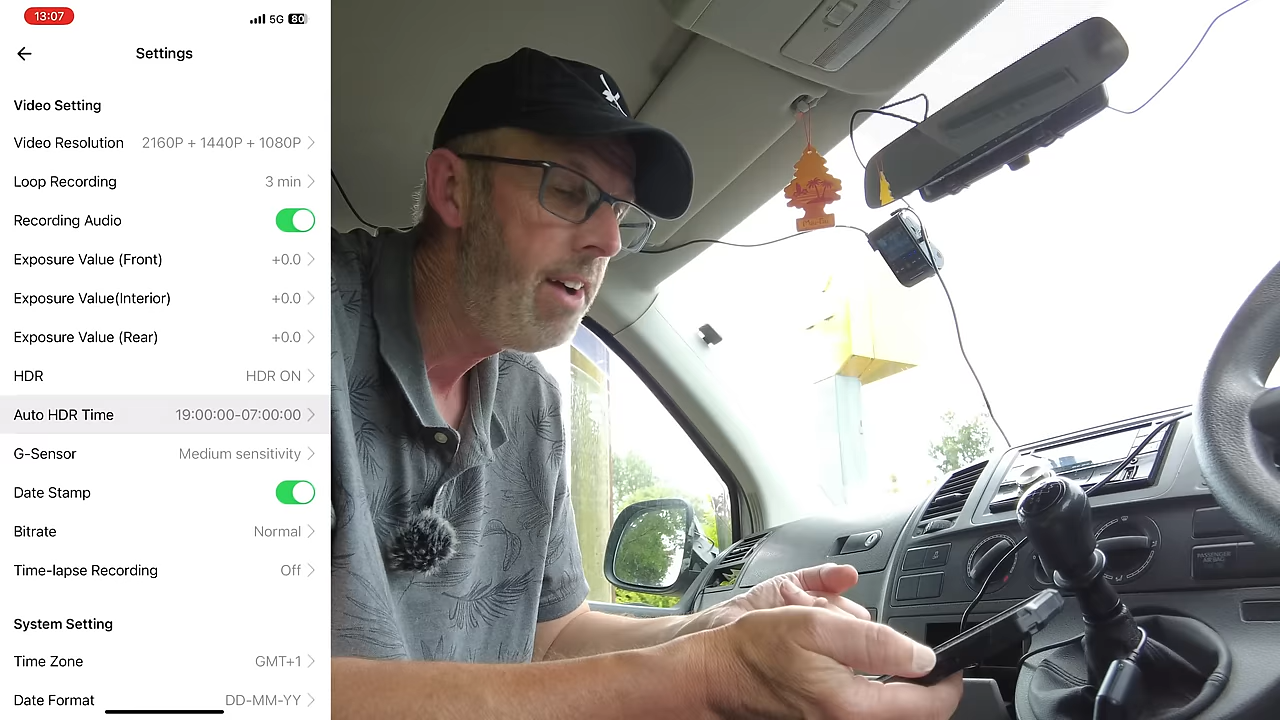 13:07
5G 80
Settings
Video Setting
Video Resolution 2160P + 1440P + 1080P
Loop Recording 3 min
Recording Audio
Exposure Value (Front) +0.0
Exposure Value(Interior) +0.0
Exposure Value (Rear) +0.0
HDR HDR ON
Auto HDR Time 19:00:00-07:00:00
G-Sensor Medium sensitivity
Date Stamp
Bitrate Normal
Time-lapse Recording Off
System Setting
Time Zone GMT+1
Date Format DD-MM-YY
PASSENGER
AIRBAG